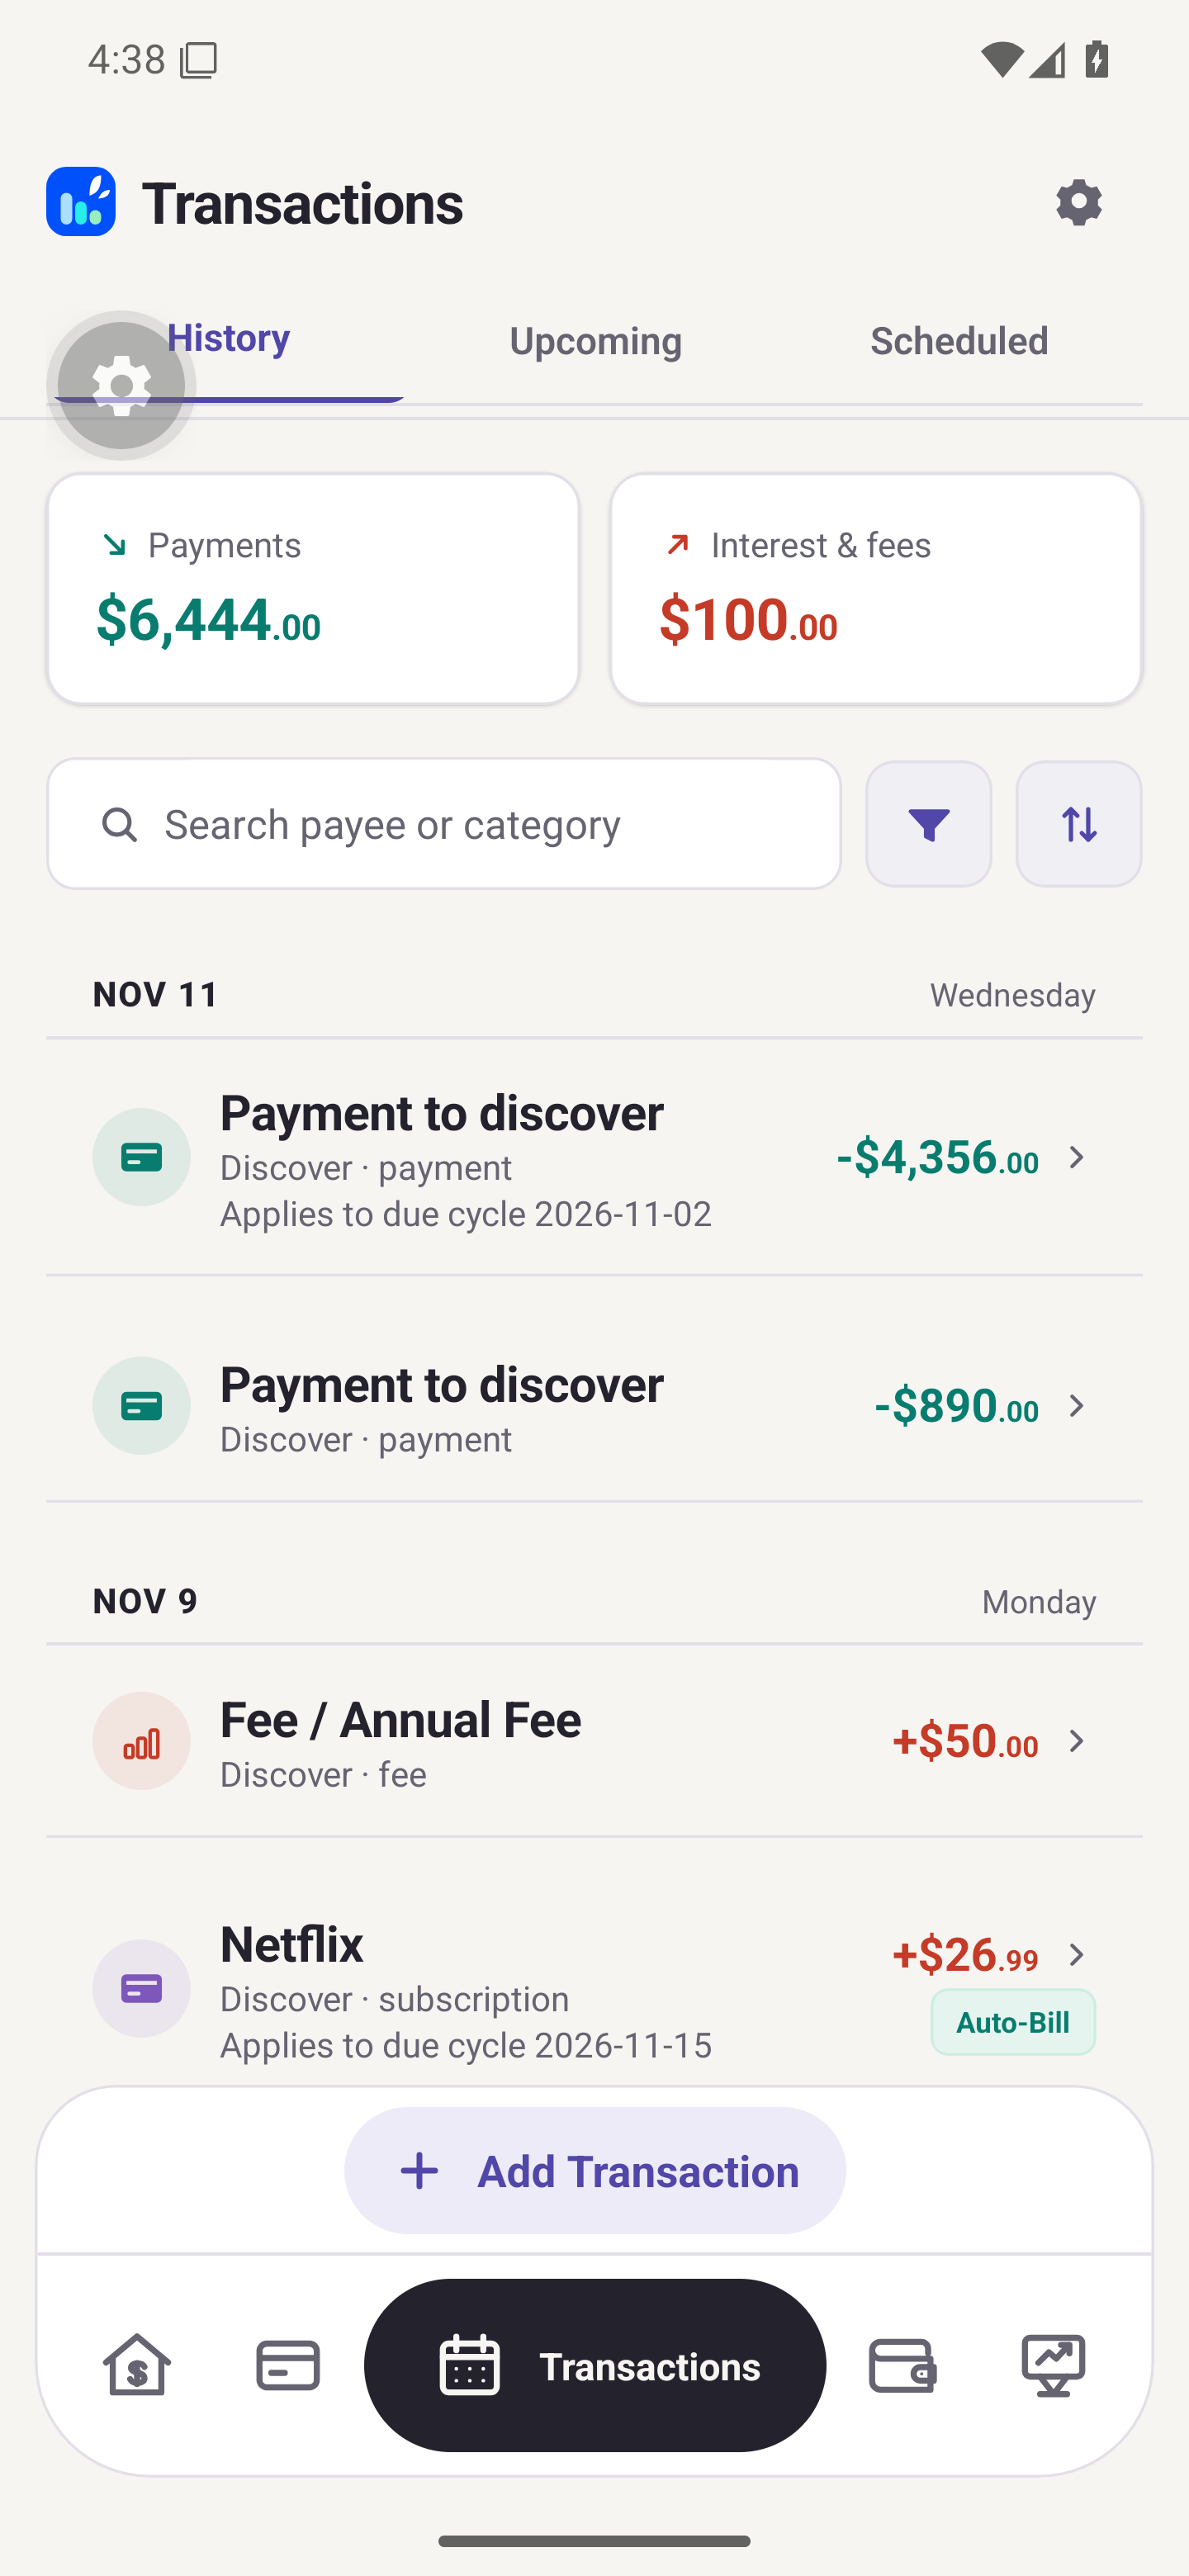 4:38
Transactions
History
Upcoming
Scheduled
Payments
$6,444.00
Interest & fees
$100.00
Search payee or category
NOV 11
Wednesday
Payment to discover
Discover · payment
Applies to due cycle 2026-11-02
-$4,356.00
Payment to discover
Discover · payment
-$890.00
NOV 9
Monday
Fee / Annual Fee
Discover · fee
+$50.00
Netflix
Discover · subscription
Applies to due cycle 2026-11-15
+$26.99
Auto-Bill
Add Transaction
Transactions